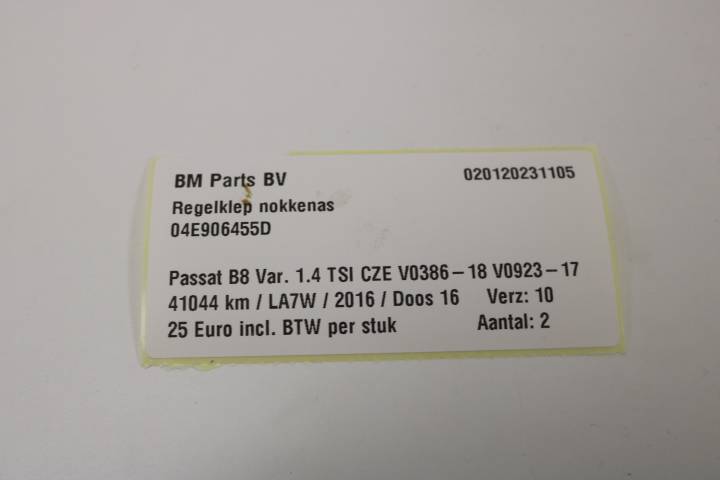 BM Parts BV 020120231105
Regelklep nokkenas
04E906455D
Passat B8 Var. 1.4 TSI CZE V0386-18 V0923-17
41044 km / LA7W / 2016 / Doos 16 Verz: 10
25 Euro incl. BTW per stuk Aantal: 2